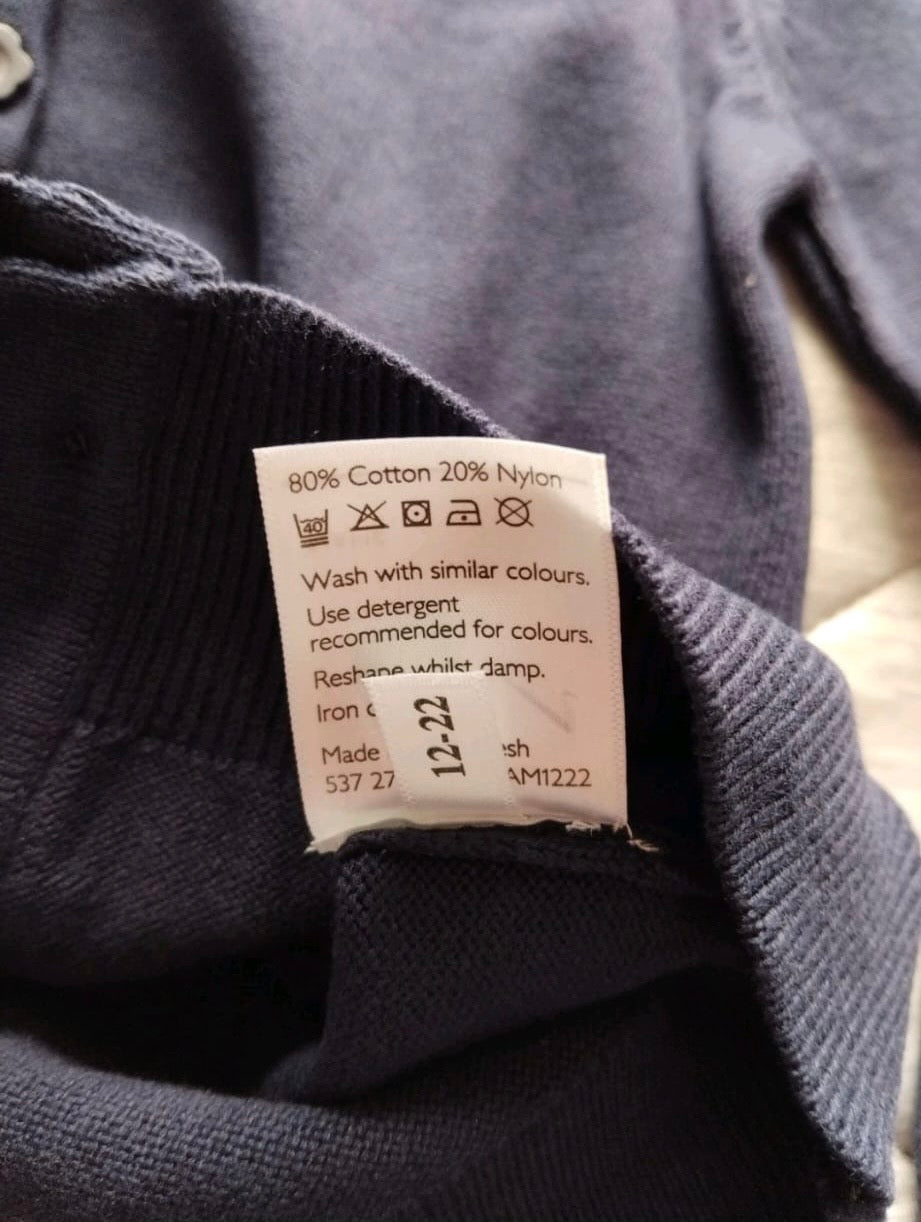 80% Cotton 20% Nylon
40
Wash with similar colours.
Use detergent
recommended for colours.
Reshape whilst damp.
Iron
Made
537 27 AM1222
12-22